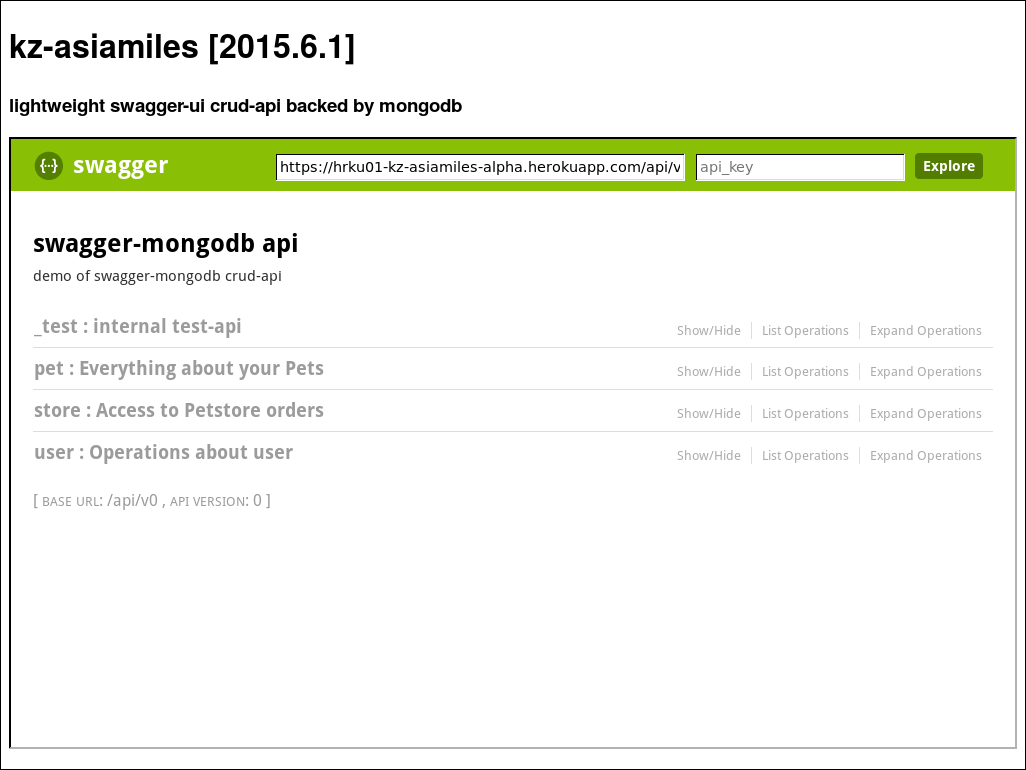 kz-asiamiles [2015.6.1]
lightweight swagger-ui crud-api backed by mongodb
{···} swagger https://hrku01-kz-asiamiles-alpha.herokuapp.com/api/v api_key Explore
swagger-mongodb api
demo of swagger-mongodb crud-api
_test : internal test-api Show/Hide List Operations Expand Operations
pet : Everything about your Pets Show/Hide List Operations Expand Operations
store : Access to Petstore orders Show/Hide List Operations Expand Operations
user : Operations about user Show/Hide List Operations Expand Operations
[ BASE URL: /api/v0 , API VERSION: 0 ]